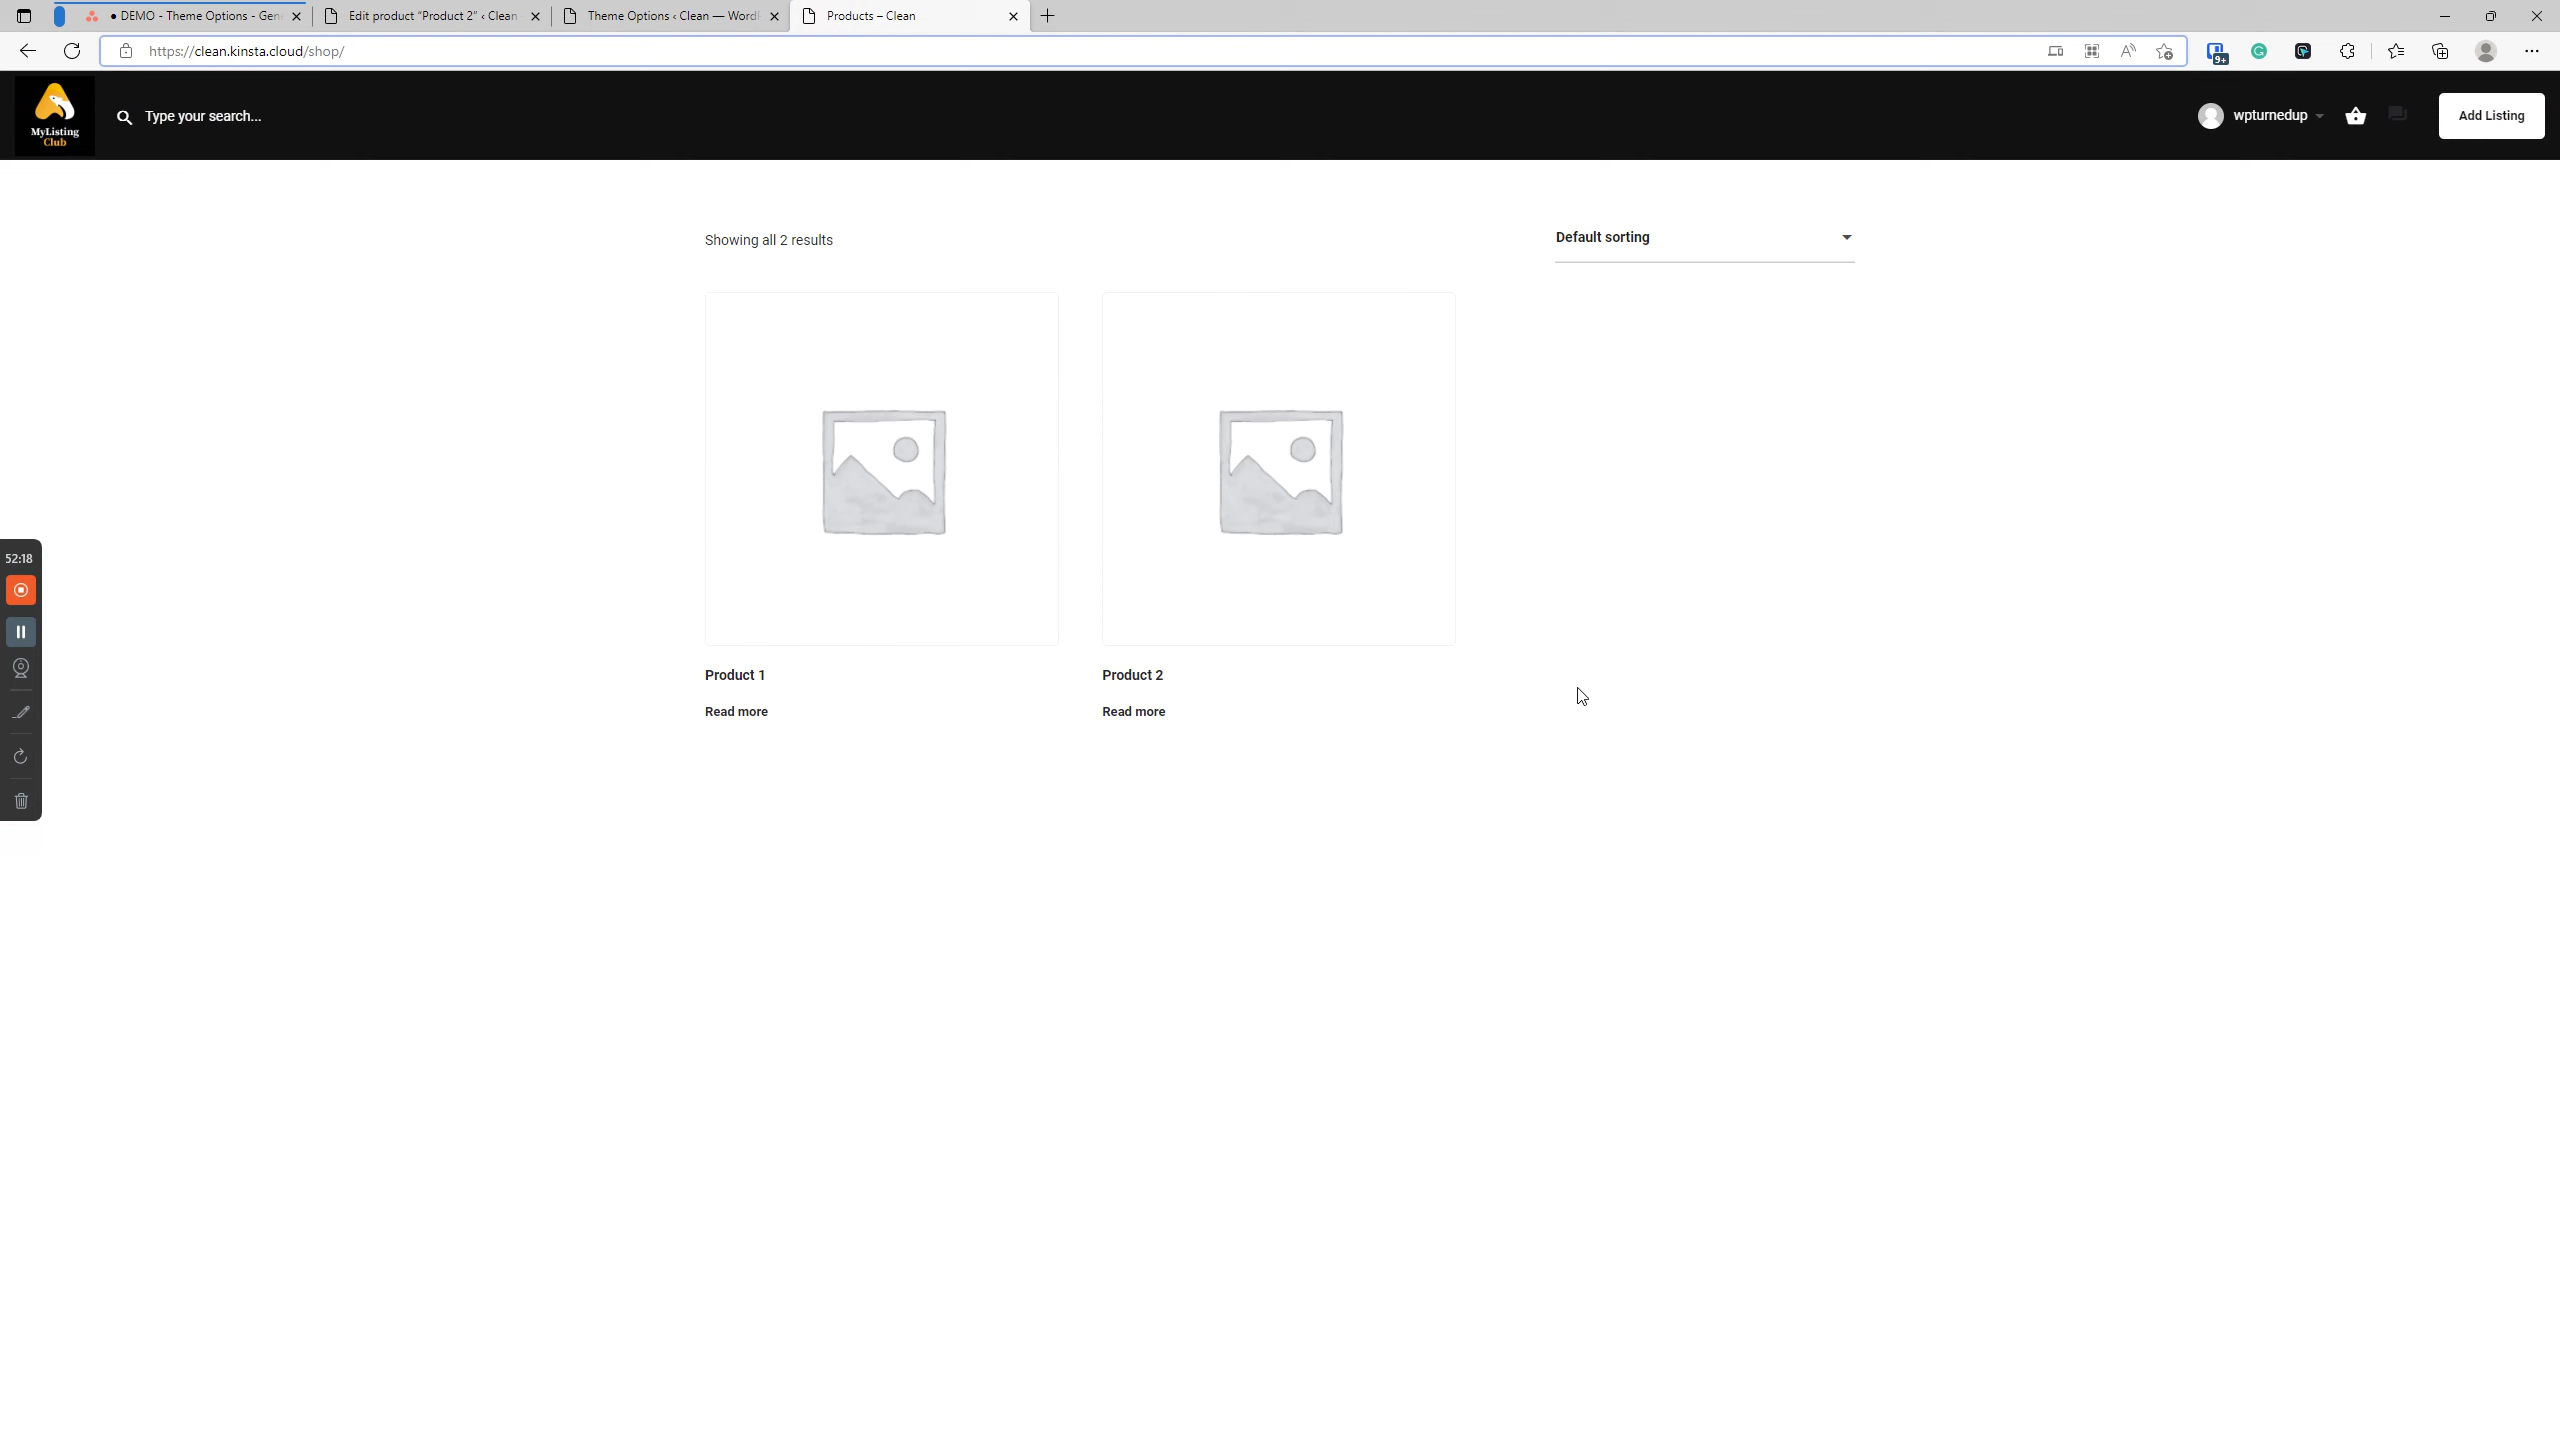 • DEMO - Theme Options - Gen
Edit product "Product 2" ‹ Clean
Theme Options ‹ Clean — Word
Products – Clean
https://clean.kinsta.cloud/shop/
9+
MyListing
Club
Type your search...
wpturnedup
Add Listing
Showing all 2 results
Default sorting
52:18
Product 1
Product 2
Read more
Read more